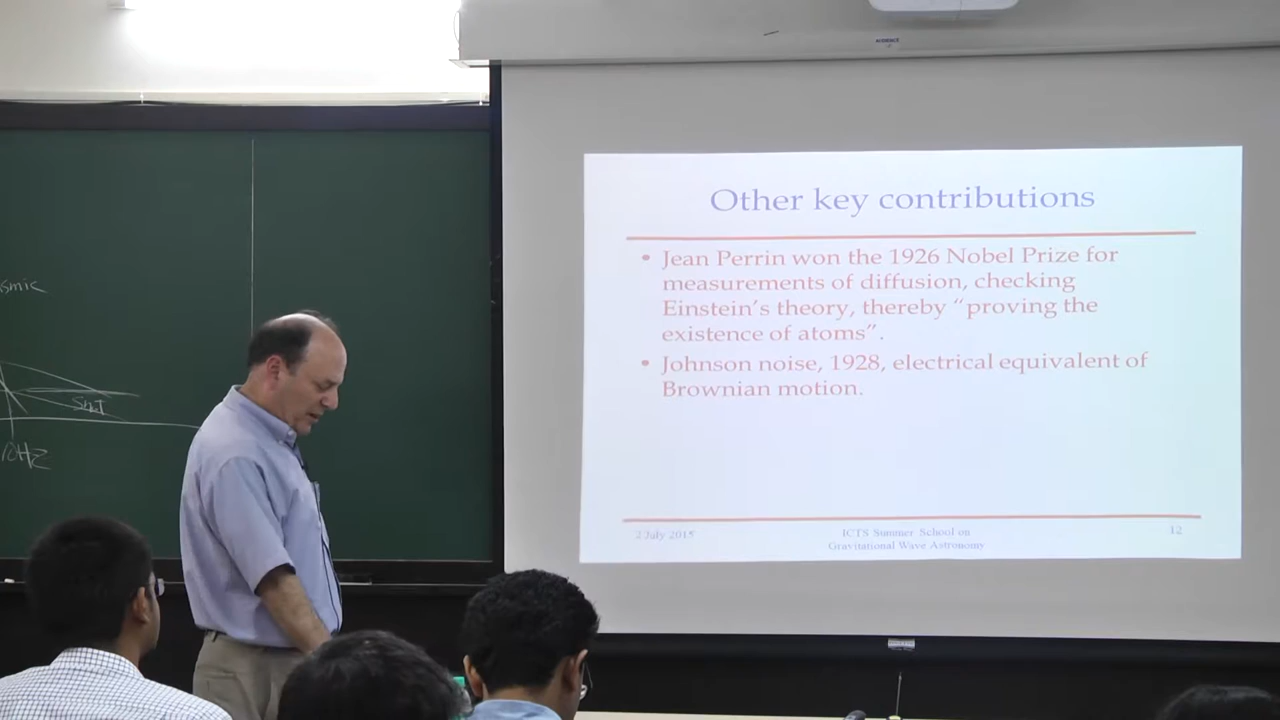 AUDIENCE
Other key contributions
• Jean Perrin won the 1926 Nobel Prize for
measurements of diffusion, checking
Einstein's theory, thereby “proving the
existence of atoms”.
• Johnson noise, 1928, electrical equivalent of
Brownian motion.
2 July 2015
ICTS Summer School on
Gravitational Wave Astronomy
12
smic
Shot
10Hz